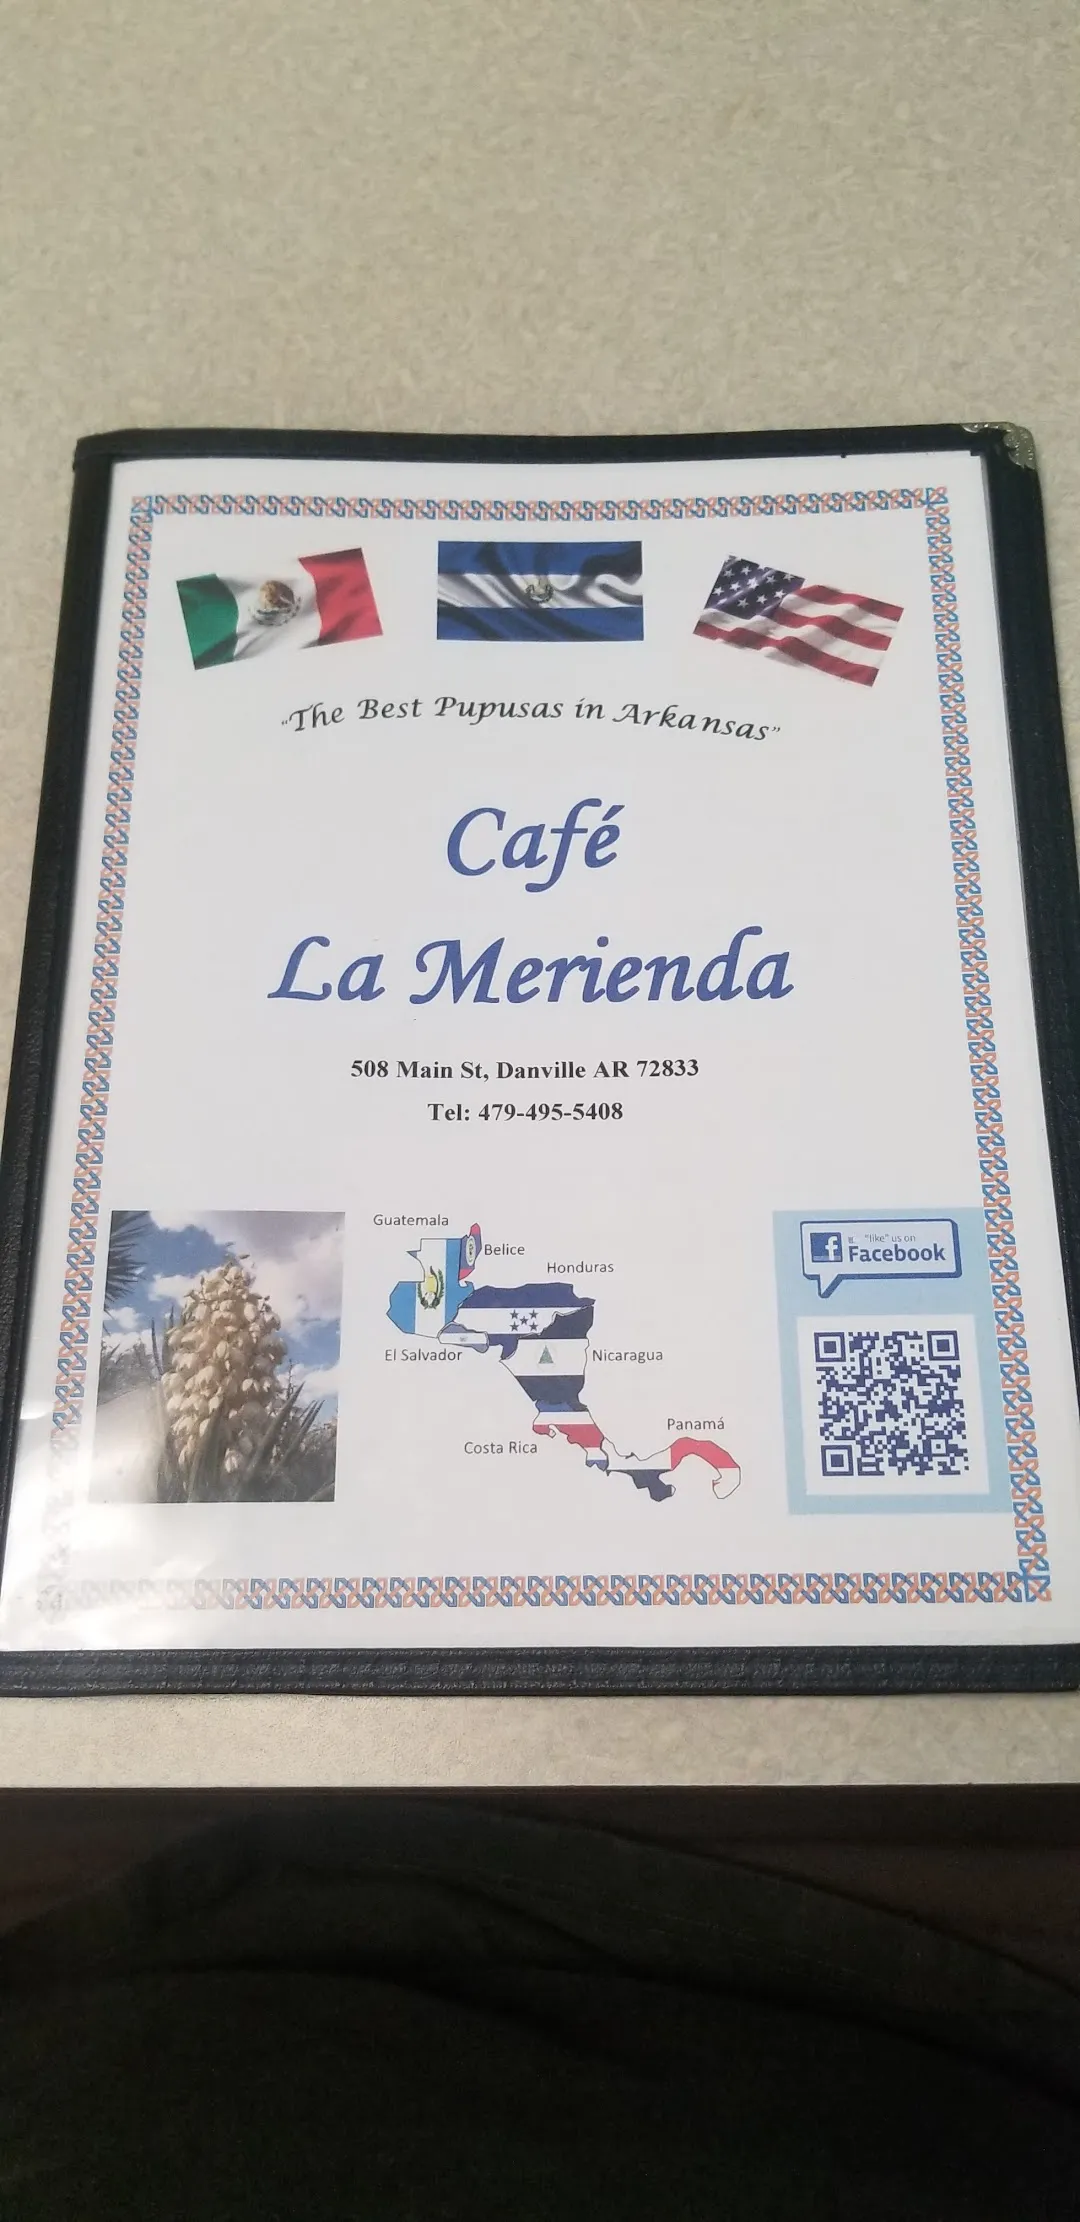 "The Best Pupusas in Arkansas"
Café
La Merienda
508 Main St, Danville AR 72833
Tel: 479-495-5408
Guatemala
Belice
Honduras
El Salvador
Nicaragua
Costa Rica
Panamá
f
"like" us on
Facebook